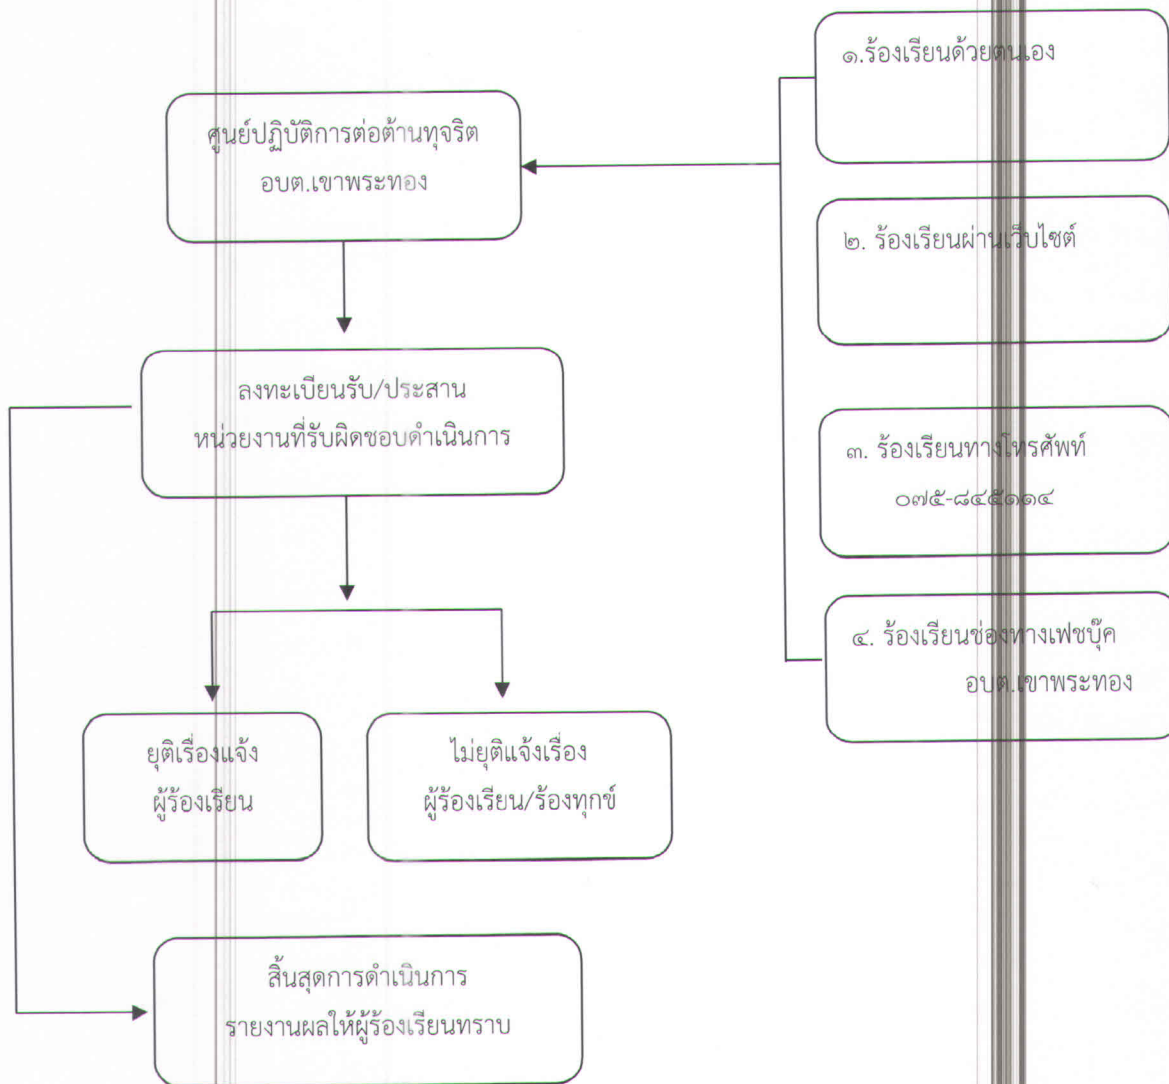 ๑.ร้องเรียนด้วยตนเอง
ศูนย์ปฏิบัติการต่อต้านทุจริต
อบต.เขาพระทอง
๒. ร้องเรียนผ่านเว็บไซต์
ลงทะเบียนรับ/ประสาน
หน่วยงานที่รับผิดชอบดำเนินการ
๓. ร้องเรียนทางโทรศัพท์
๐๗๕-๘๔๕๑๑๔
๔. ร้องเรียนช่องทางเฟชบุ๊ค
อบต.เขาพระทอง
ยุติเรื่องแจ้ง
ผู้ร้องเรียน
ไม่ยุติแจ้งเรื่อง
ผู้ร้องเรียน/ร้องทุกข์
สิ้นสุดการดำเนินการ
รายงานผลให้ผู้ร้องเรียนทราบ